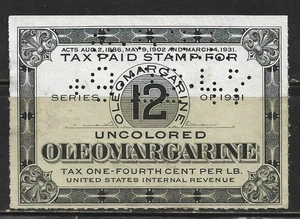 ACTS AUG.2,1886, MAY 9,1902 AND MARCH 4,1931.
TAX PAID STAMP FOR
OLEOMARGARINE
SERIES OF 1931
12
UNCOLORED
OLEOMARGARINE
TAX ONE-FOURTH CENT PER LB.
UNITED STATES INTERNAL REVENUE